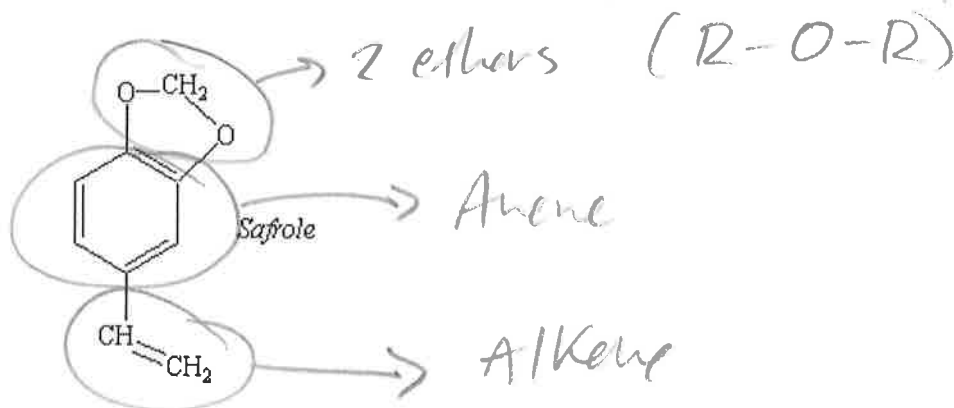 2 ethers (R-O-R)
O—CH₂
O
Arene
Safrole
CH=CH₂
Alkene